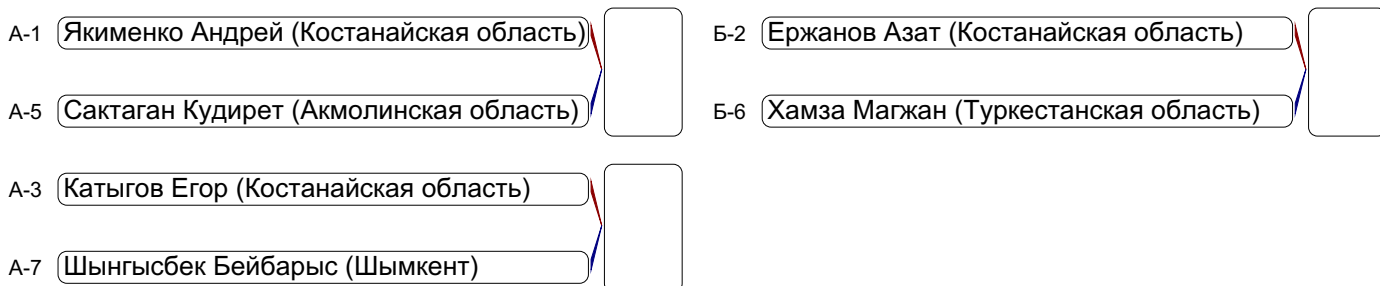 А-1 Якименко Андрей (Костанайская область)
А-5 Сактаган Кудирет (Акмолинская область)
А-3 Катыгов Егор (Костанайская область)
А-7 Шынгысбек Бейбарыс (Шымкент)
Б-2 Ержанов Азат (Костанайская область)
Б-6 Хамза Магжан (Туркестанская область)